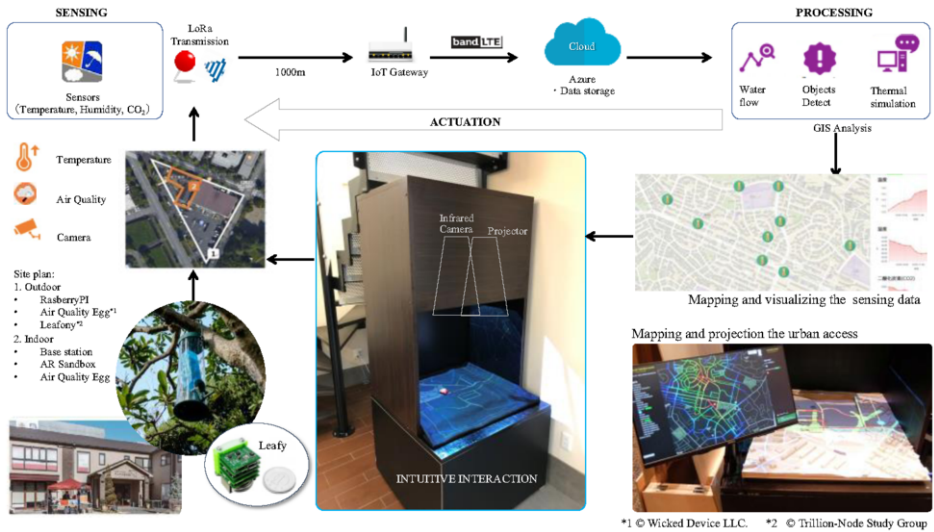 SENSING
PROCESSING
LoRa
Transmission
Sensors
(Temperature, Humidity, CO₂)
1000m
IoT Gateway
band LTE
Cloud
Azure
・Data storage
Water
flow
Objects
Detect
Thermal
simulation
ACTUATION
GIS Analysis
Temperature
Air Quality
Camera
2
1
Site plan:
1. Outdoor
• RasberryPI
• Air Quality Egg*1
• Leafony*2
2. Indoor
• Base station
• AR Sandbox
• Air Quality Egg
Leafy
Infrared
Camera
Projector
INTUITIVE INTERACTION
Mapping and visualizing the sensing data
Mapping and projection the urban access
*1 © Wicked Device LLC. *2 © Trillion-Node Study Group